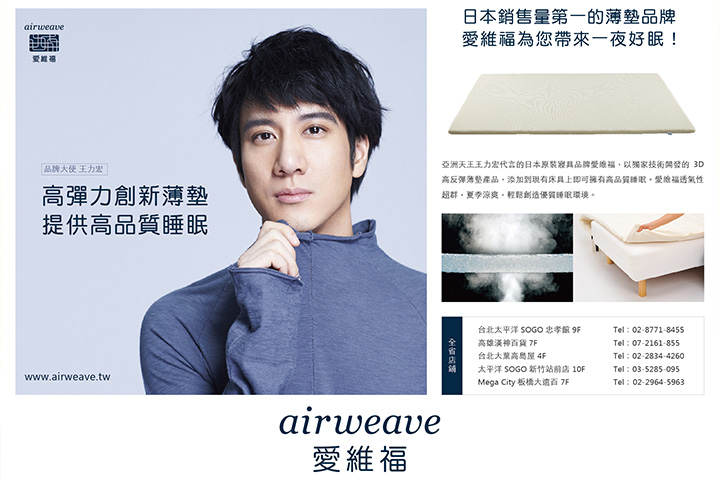 airweave
愛維福
品牌大使 王力宏
高彈力創新薄墊
提供高品質睡眠
www.airweave.tw
日本銷售量第一的薄墊品牌
愛維福為您帶來一夜好眠！
亞洲天王王力宏代言的日本原裝寢具品牌愛維福，以獨家技術開發的 3D
高反彈薄墊產品，添加到現有床具上即可擁有高品質睡眠。愛維福透氣性
超群，夏季涼爽，輕鬆創造優質睡眠環境。
全省店鋪
台北太平洋 SOGO 忠孝館 9F Tel：02-8771-8455
高雄漢神百貨 7F Tel：07-2161-855
台北大葉高島屋 4F Tel：02-2834-4260
太平洋 SOGO 新竹站前店 10F Tel：03-5285-095
Mega City 板橋大遠百 7F Tel：02-2964-5963
airweave
愛維福